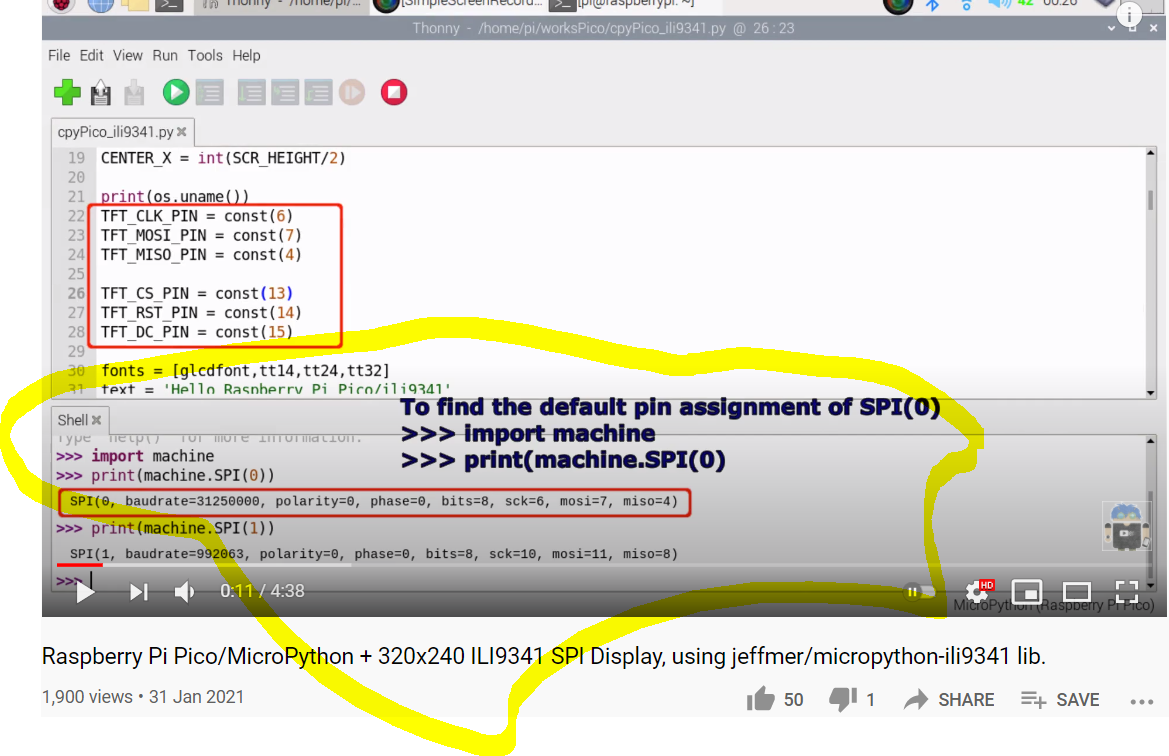 Thonny - /home/pi/...
[SimpleScreenRecord...
[pi@raspberrypi: ~]
42
00:26
Thonny - /home/pi/worksPico/cpyPico_ili9341.py @ 26:23
File Edit View Run Tools Help
cpyPico_ili9341.py
19 CENTER_X = int(SCR_HEIGHT/2)
20
21 print(os.uname())
22 TFT_CLK_PIN = const(6)
23 TFT_MOSI_PIN = const(7)
24 TFT_MISO_PIN = const(4)
25
26 TFT_CS_PIN = const(13)
27 TFT_RST_PIN = const(14)
28 TFT_DC_PIN = const(15)
29
30 fonts = [glcdfont,tt14,tt24,tt32]
31 text = 'Hello Raspberry Pi Pico/ili9341'
To find the default pin assignment of SPI(0)
>>> import machine
>>> print(machine.SPI(0)
Shell
Type "help()" for more information.
>>> import machine
>>> print(machine.SPI(0))
SPI(0, baudrate=31250000, polarity=0, phase=0, bits=8, sck=6, mosi=7, miso=4)
>>> print(machine.SPI(1))
SPI(1, baudrate=992063, polarity=0, phase=0, bits=8, sck=10, mosi=11, miso=8)
>>>
0:11 / 4:38
HD
MicroPython (Raspberry Pi Pico)
Raspberry Pi Pico/MicroPython + 320x240 ILI9341 SPI Display, using jeffmer/micropython-ili9341 lib.
1,900 views • 31 Jan 2021
50 1 SHARE SAVE